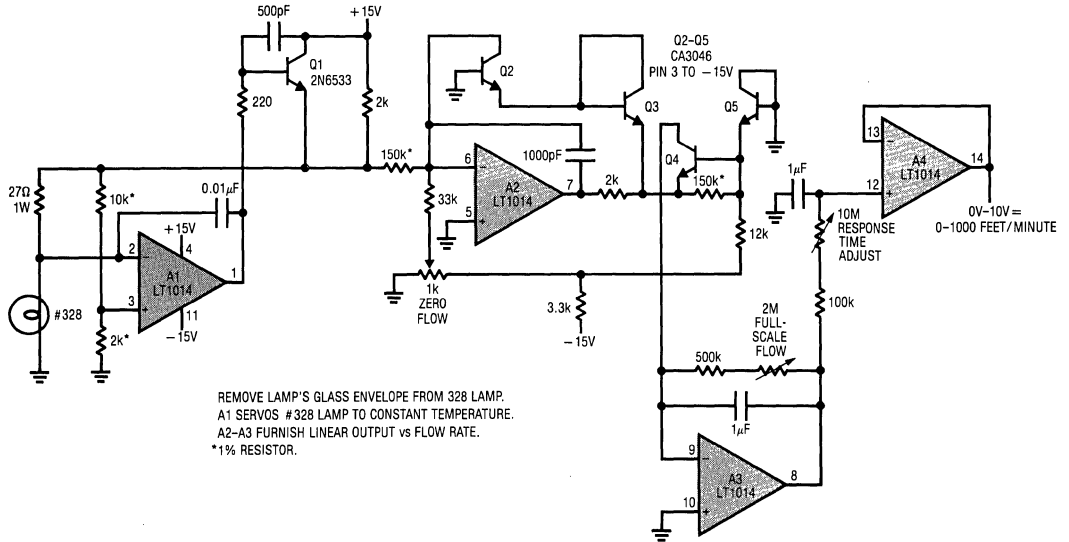 500pF
+15V
Q1
2N6533
220
2k
Q2
Q2-Q5
CA3046
PIN 3 TO −15V
Q3
Q5
Q4
150k*
1000pF
27Ω
1W
10k*
0.01µF
+15V
2
4
A1
LT1014
1
3
11
−15V
2k*
#328
33k
6
A2
LT1014
7
5
2k
150k*
12k
1k
ZERO
FLOW
3.3k
−15V
1µF
13
A4
LT1014
14
12
10M
RESPONSE
TIME
ADJUST
0V-10V =
0-1000 FEET/MINUTE
100k
2M
FULL-
SCALE
FLOW
500k
1µF
9
A3
LT1014
8
10
REMOVE LAMP'S GLASS ENVELOPE FROM 328 LAMP.
A1 SERVOS #328 LAMP TO CONSTANT TEMPERATURE.
A2-A3 FURNISH LINEAR OUTPUT vs FLOW RATE.
*1% RESISTOR.